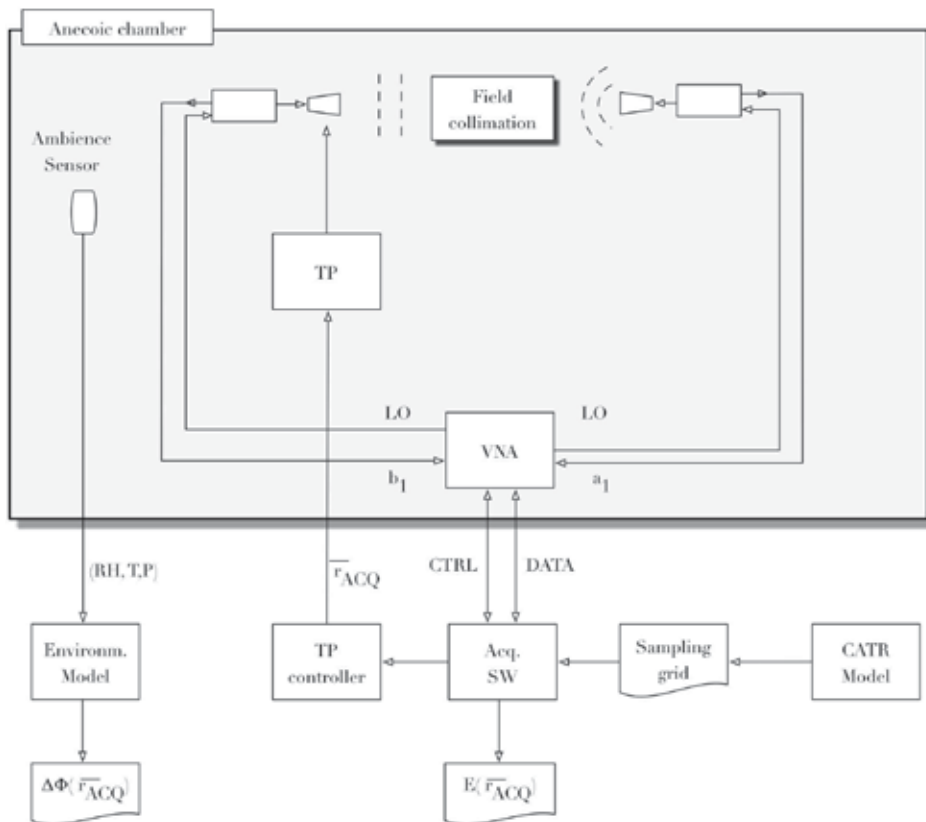 Anecoic chamber
Field
collimation
Ambience
Sensor
TP
LO
LO
VNA
b1
a1
(RH, T,P)
r̅ACQ
CTRL
DATA
Environm.
Model
TP
controller
Acq.
SW
Sampling
grid
CATR
Model
ΔΦ( r̅ACQ)
E( r̅ACQ)